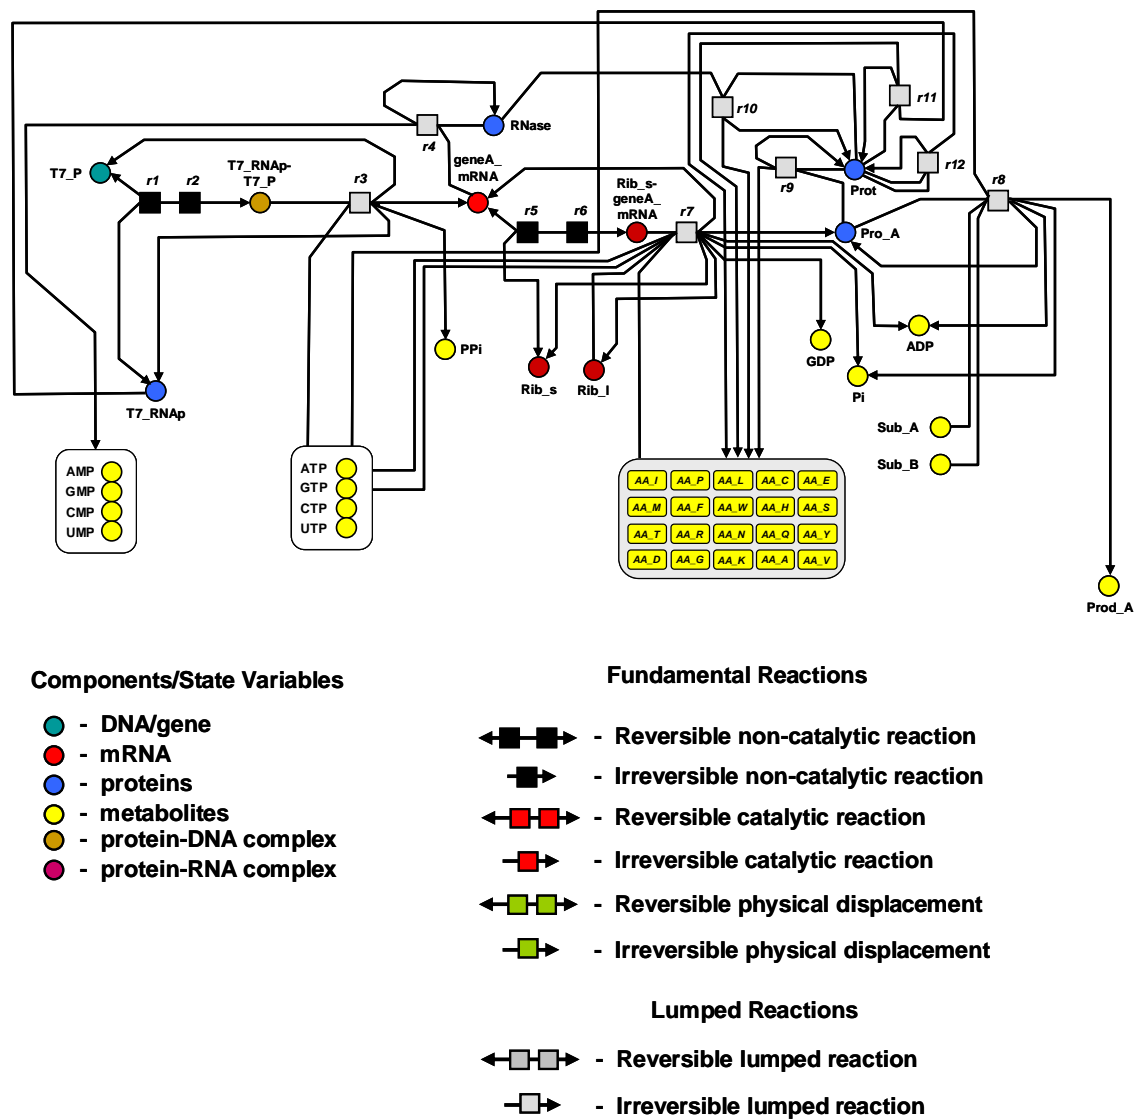 r10
r11
r4
RNase
r12
T7_P
r1
r2
T7_RNAp-
T7_P
r3
geneA_
mRNA
r5
r6
Rib_s-
geneA_
mRNA
r7
r9
Prot
r8
Pro_A
PPi
Rib_s
Rib_l
GDP
ADP
Pi
T7_RNAp
Sub_A
Sub_B
AMP
GMP
CMP
UMP
ATP
GTP
CTP
UTP
AA_I AA_P AA_L AA_C AA_E
AA_M AA_F AA_W AA_H AA_S
AA_T AA_R AA_N AA_Q AA_Y
AA_D AA_G AA_K AA_A AA_V
Prod_A
Components/State Variables
- DNA/gene
- mRNA
- proteins
- metabolites
- protein-DNA complex
- protein-RNA complex
Fundamental Reactions
- Reversible non-catalytic reaction
- Irreversible non-catalytic reaction
- Reversible catalytic reaction
- Irreversible catalytic reaction
- Reversible physical displacement
- Irreversible physical displacement
Lumped Reactions
- Reversible lumped reaction
- Irreversible lumped reaction